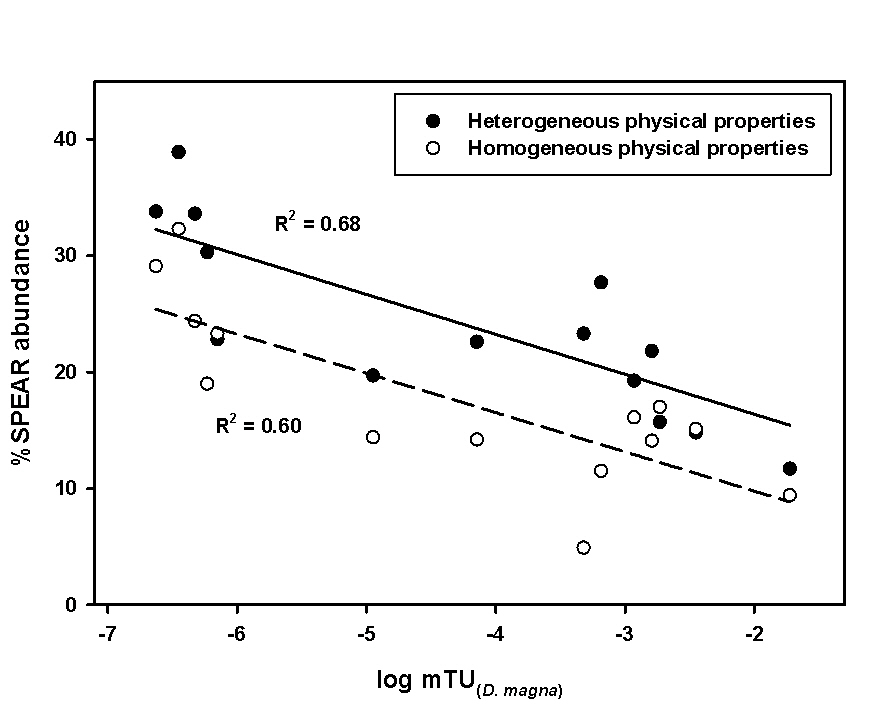 Heterogeneous physical properties
Homogeneous physical properties
40
30
20
10
0
R² = 0.68
R² = 0.60
% SPEAR abundance
-7 -6 -5 -4 -3 -2
log mTU(D. magna)